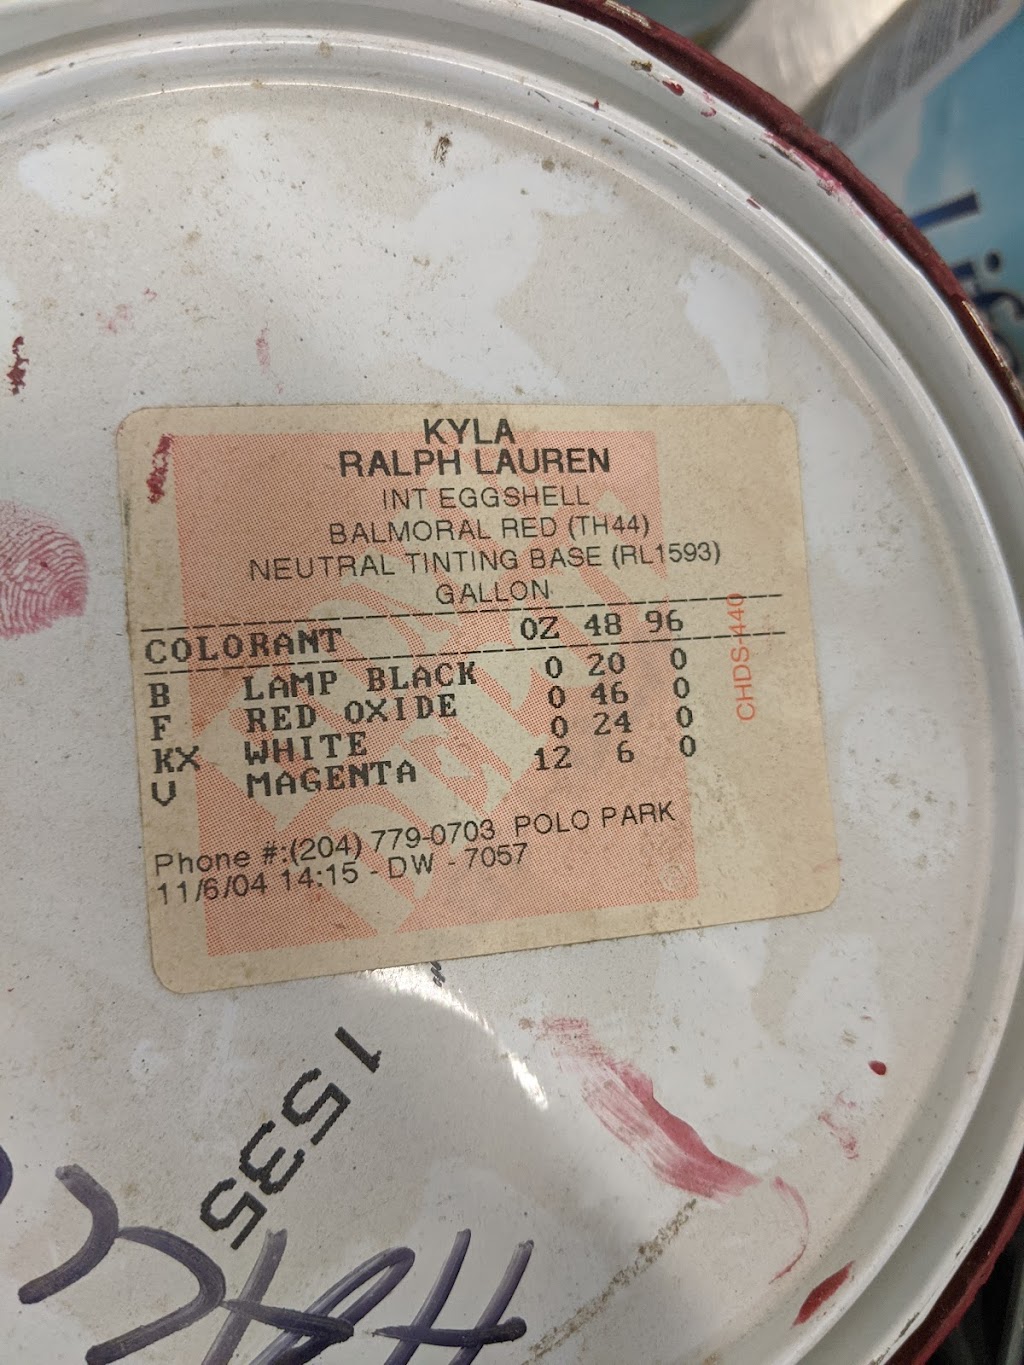 KYLA
RALPH LAUREN
INT EGGSHELL
BALMORAL RED (TH44)
NEUTRAL TINTING BASE (RL1593)
GALLON
COLORANT OZ 48 96
B LAMP BLACK 0 20 0
F RED OXIDE 0 46 0
KX WHITE 0 24 0
V MAGENTA 12 6 0
Phone #:(204) 779-0703 POLO PARK
11/6/04 14:15 - DW - 7057
CHDS-440
1535